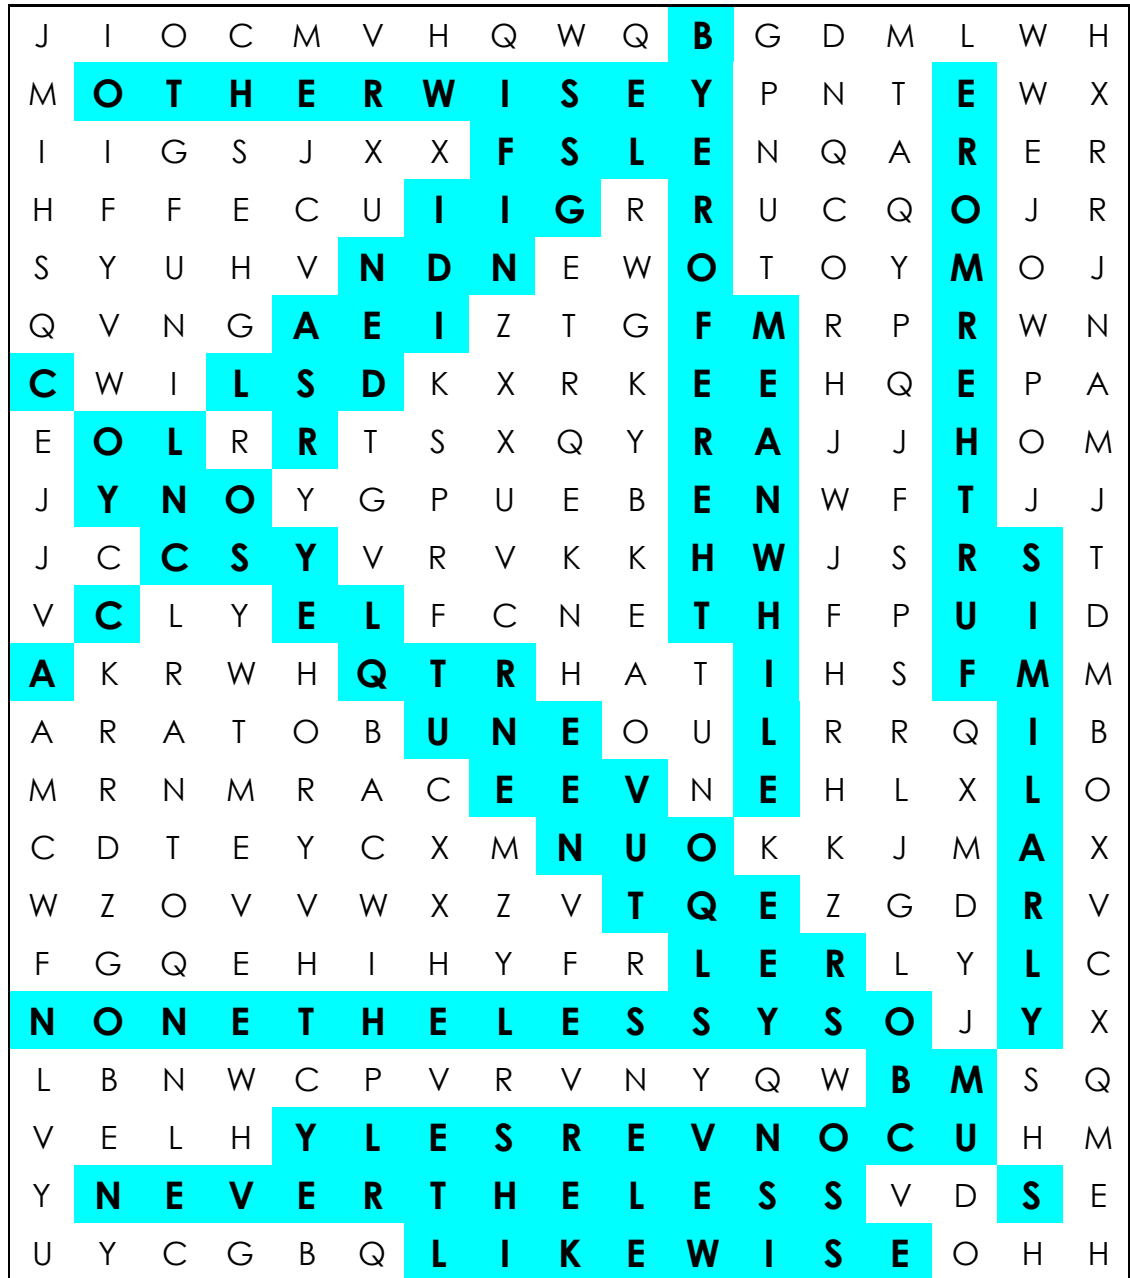 J I O C M V H Q W Q B G D M L W H
M O T H E R W I S E Y P N T E W X
I I G S J X X F S L E N Q A R E R
H F F E C U I I G R R U C Q O J R
S Y U H V N D N E W O T O Y M O J
Q V N G A E I Z T G F M R P R W N
C W I L S D K X R K E E H Q E P A
E O L R R T S X Q Y R A J J H O M
J Y N O Y G P U E B E N W F T J J
J C C S Y V R V K K H W J S R S T
V C L Y E L F C N E T H F P U I D
A K R W H Q T R H A T I H S F M M
A R A T O B U N E O U L R R Q I B
M R N M R A C E E V N E H L X L O
C D T E Y C X M N U O K K J M A X
W Z O V V W X Z V T Q E Z G D R V
F G Q E H I H Y F R L E R L Y L C
N O N E T H E L E S S Y S O J Y X
L B N W C P V R V N Y Q W B M S Q
V E L H Y L E S R E V N O C U H M
Y N E V E R T H E L E S S V D S E
U Y C G B Q L I K E W I S E O H H